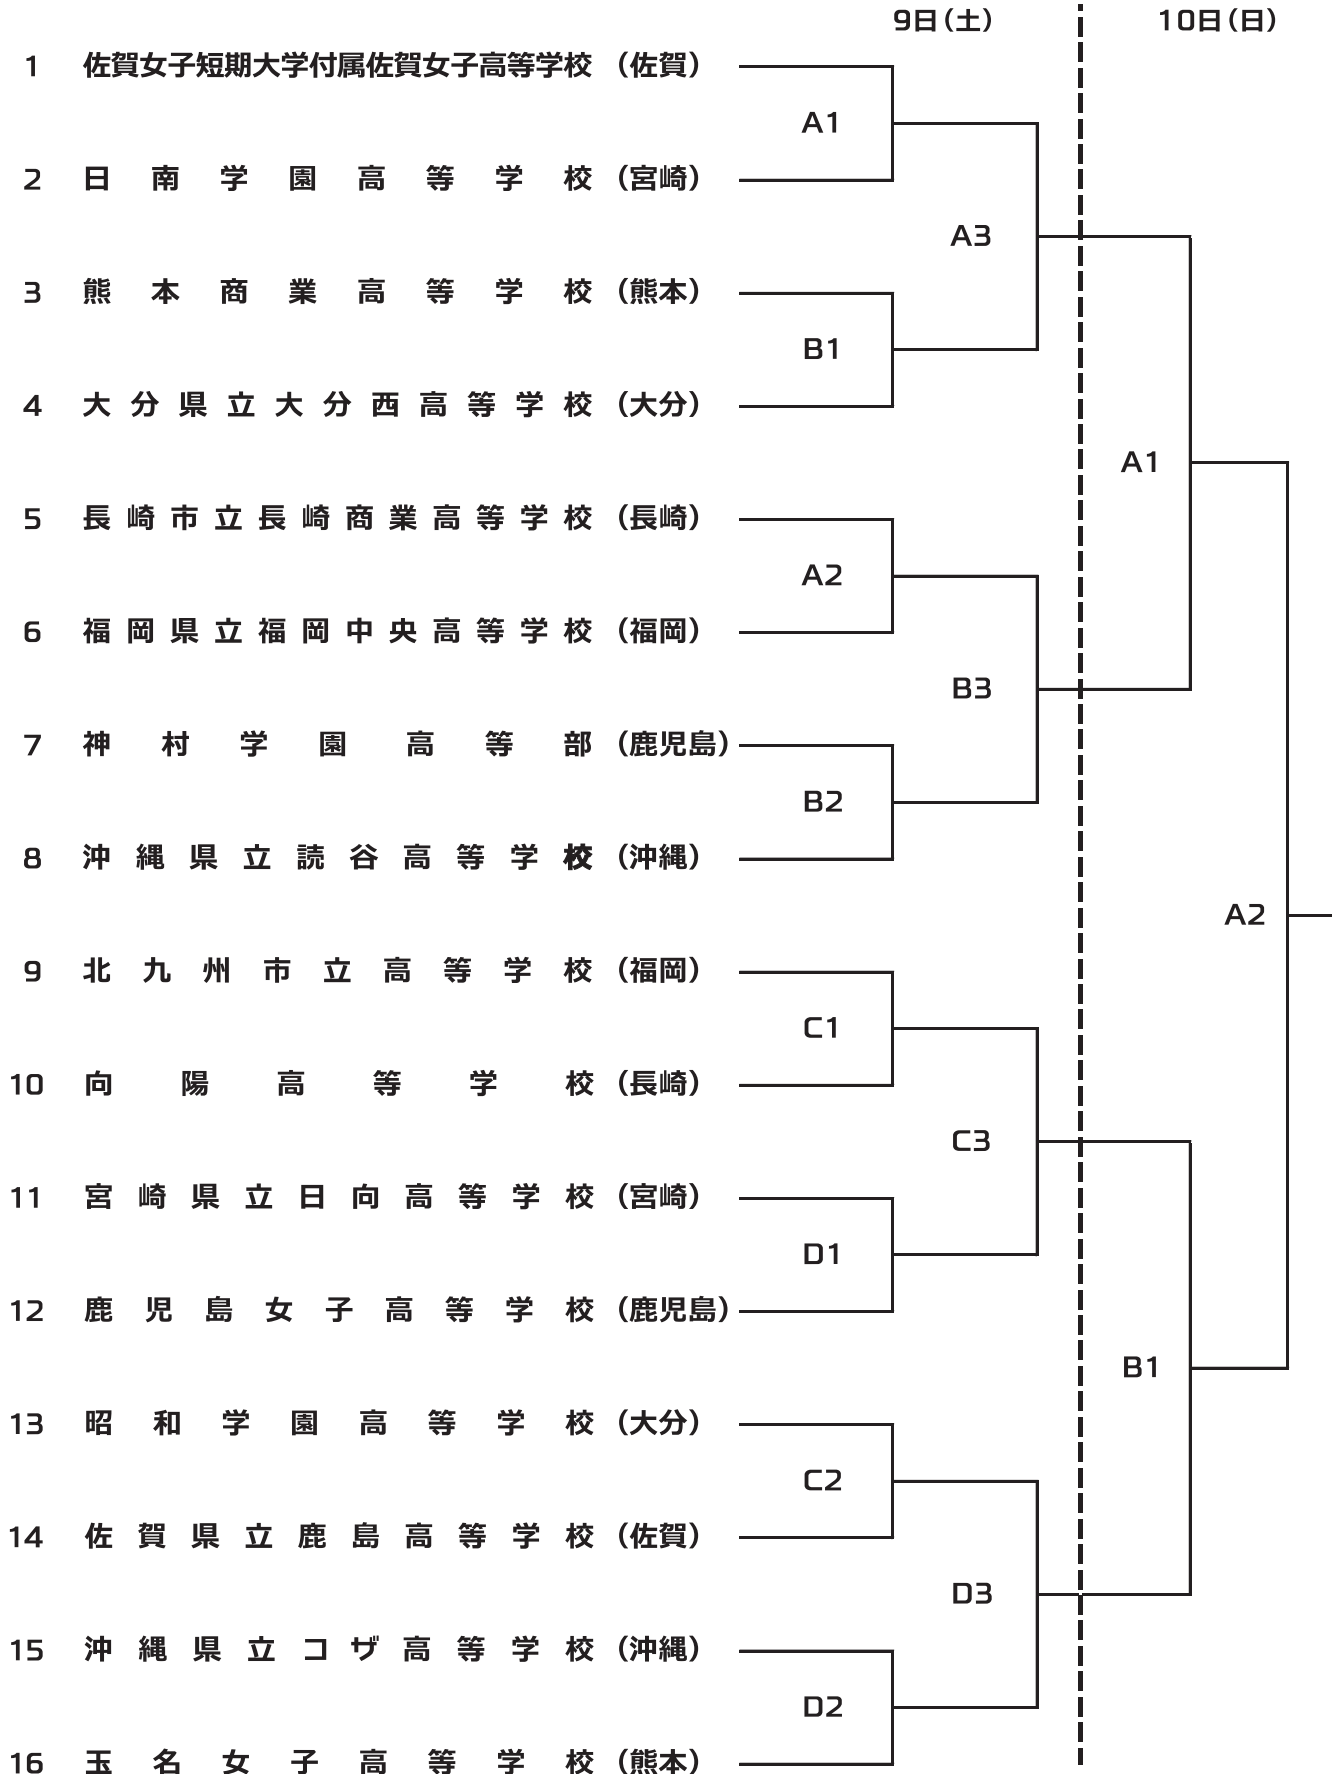 9日（土） 10日（日）
1 佐賀女子短期大学付属佐賀女子高等学校（佐賀）
A1
2 日南学園高等学校（宮崎）
A3
3 熊本商業高等学校（熊本）
B1
4 大分県立大分西高等学校（大分）
A1
5 長崎市立長崎商業高等学校（長崎）
A2
6 福岡県立福岡中央高等学校（福岡）
B3
7 神村学園高等部（鹿児島）
B2
8 沖縄県立読谷高等学校（沖縄）
A2
9 北九州市立高等学校（福岡）
C1
10 向陽高等学校（長崎）
C3
11 宮崎県立日向高等学校（宮崎）
D1
12 鹿児島女子高等学校（鹿児島）
B1
13 昭和学園高等学校（大分）
C2
14 佐賀県立鹿島高等学校（佐賀）
D3
15 沖縄県立コザ高等学校（沖縄）
D2
16 玉名女子高等学校（熊本）